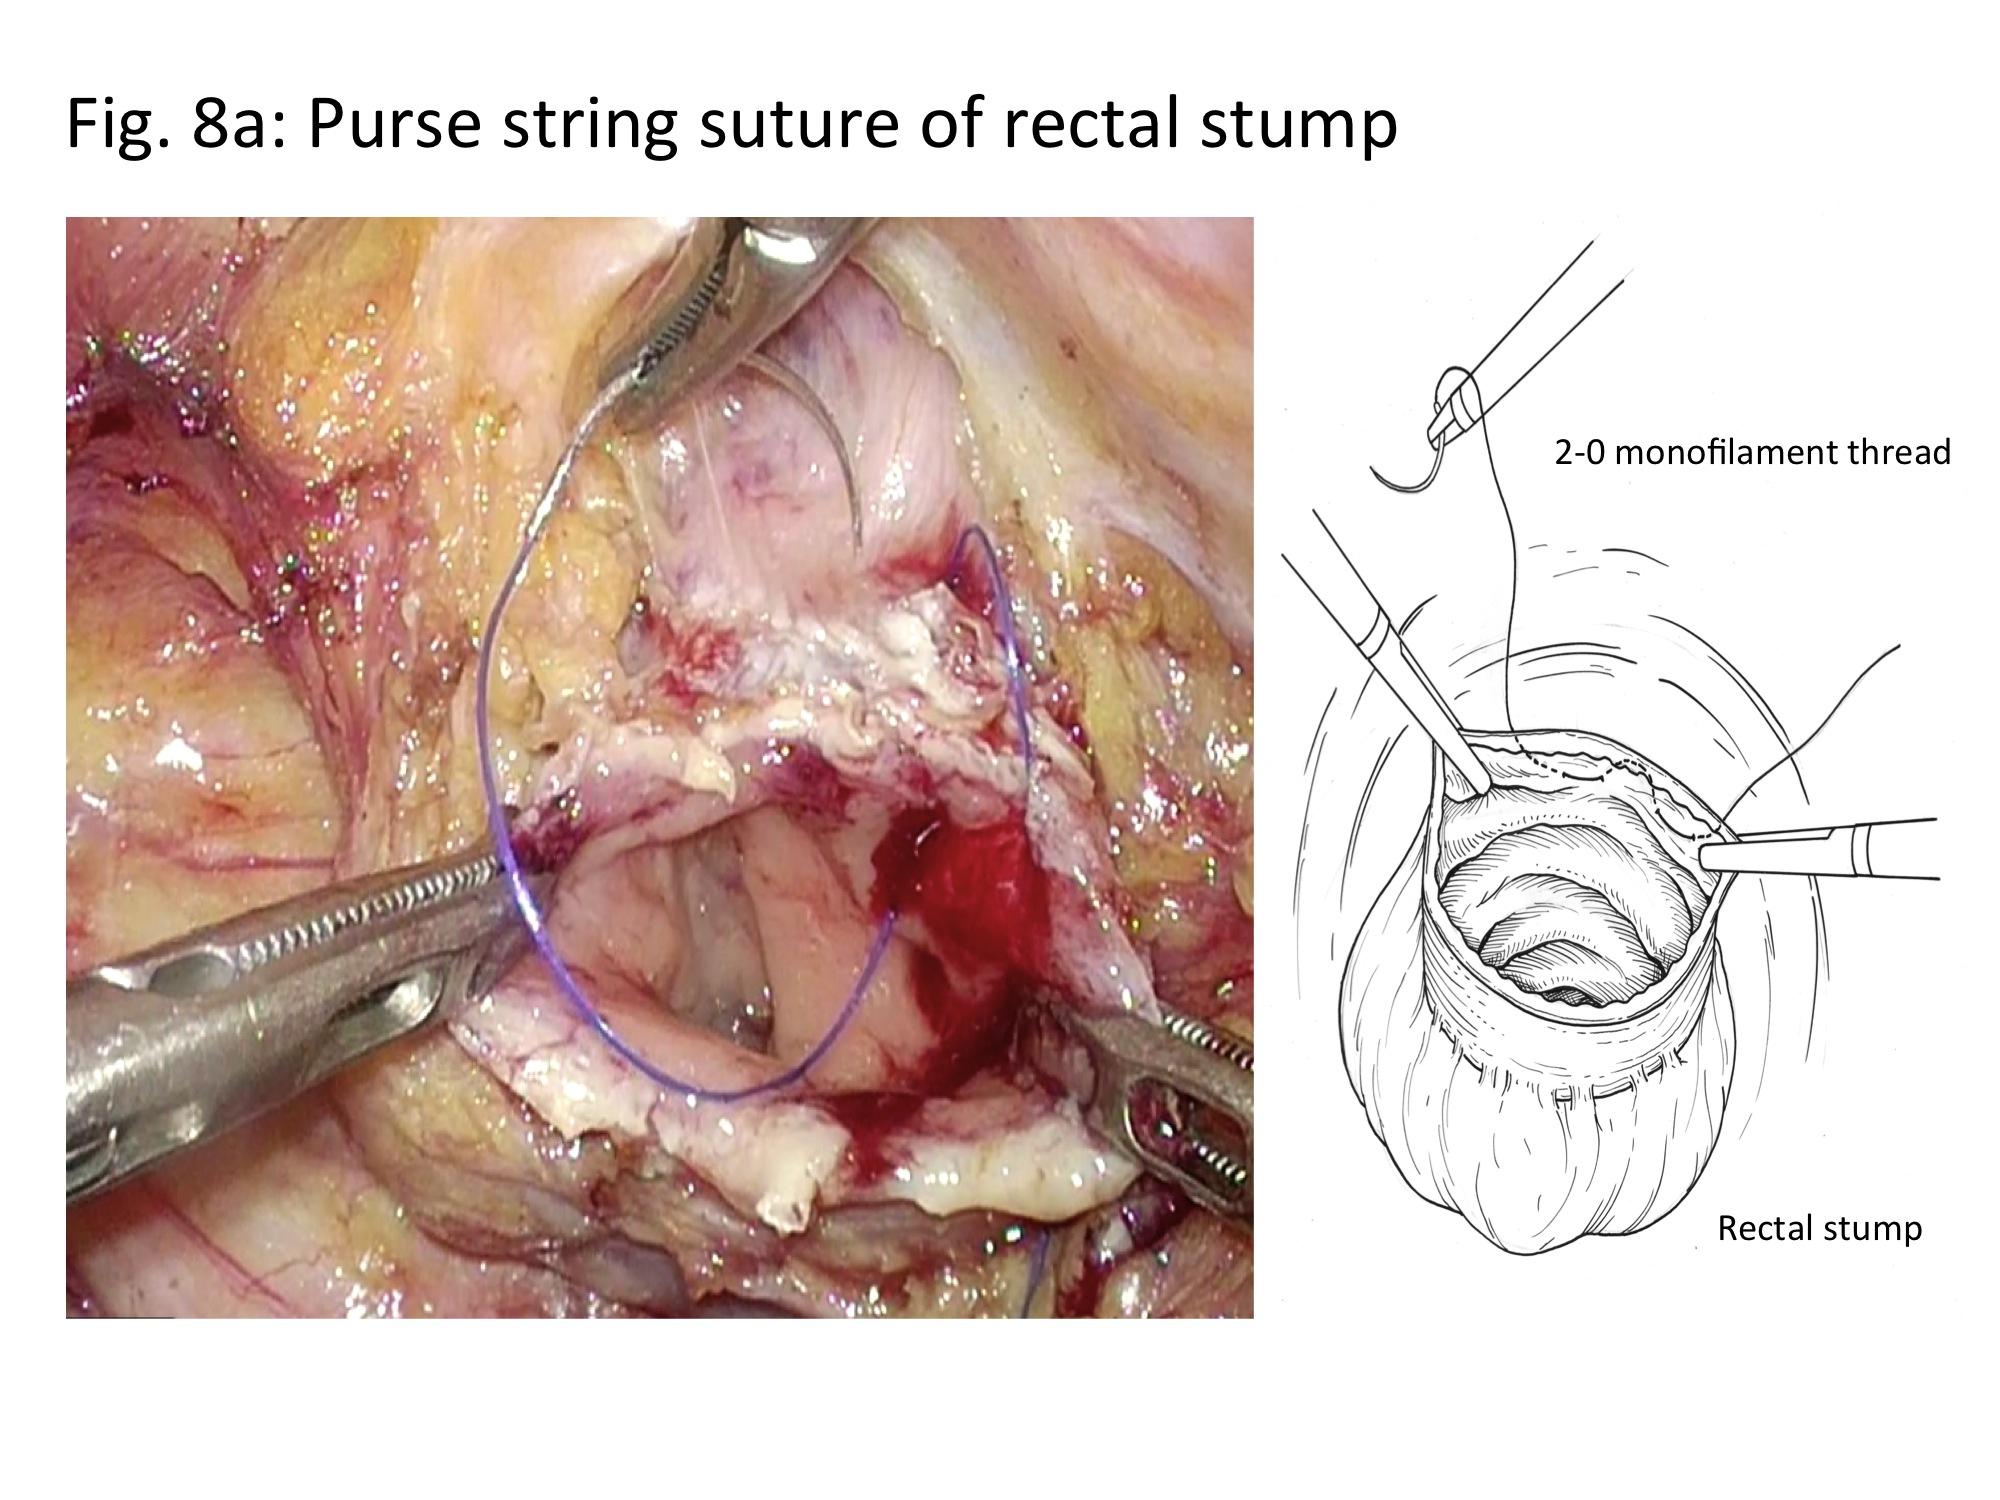 Fig. 8a: Purse string suture of rectal stump
2-0 monofilament thread
Rectal stump